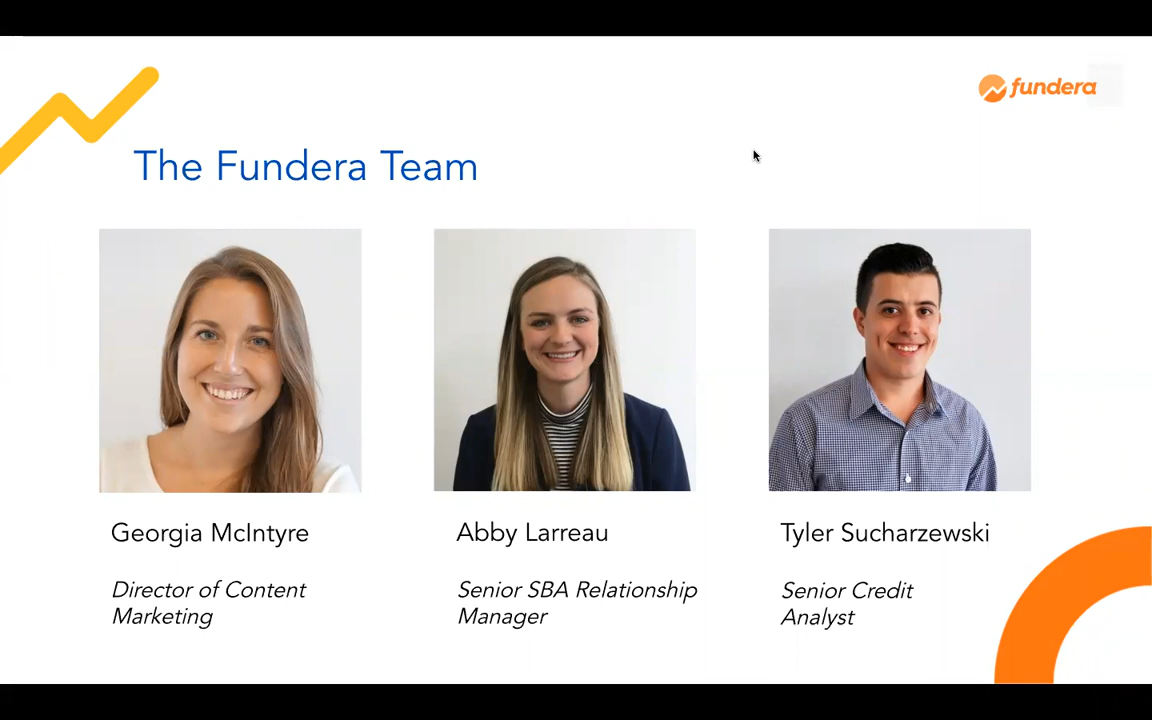 fundera
The Fundera Team
Georgia McIntyre
Director of Content
Marketing
Abby Larreau
Senior SBA Relationship
Manager
Tyler Sucharzewski
Senior Credit
Analyst